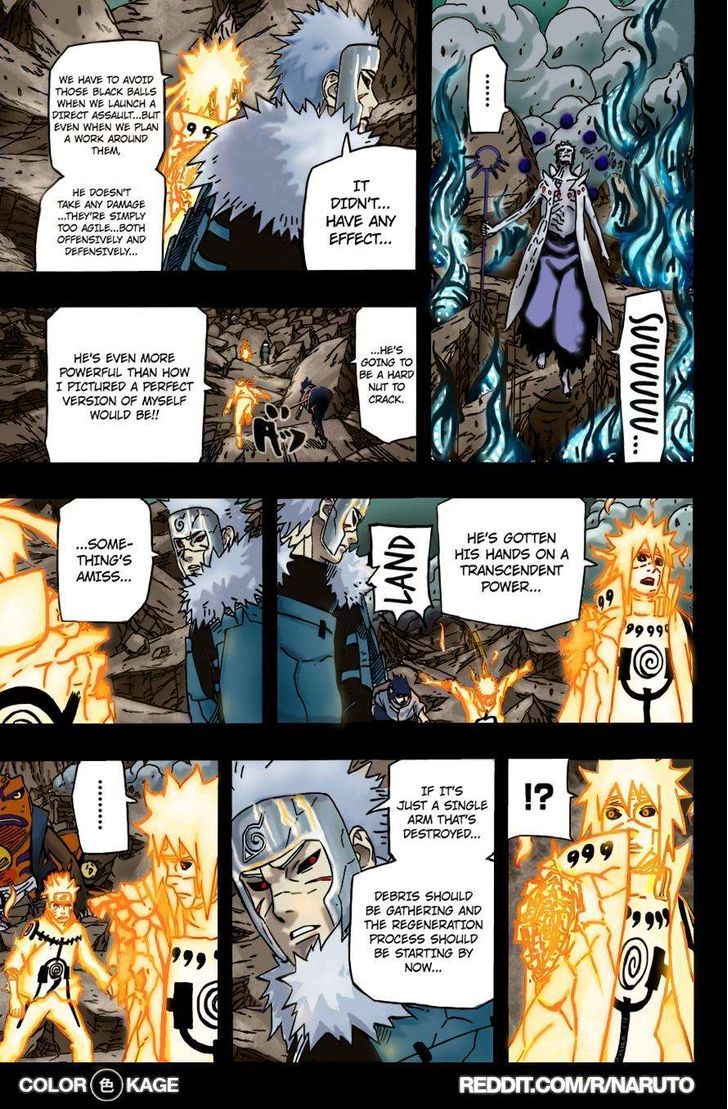 .......
SVUUUUU...
IT
DIDN'T...
HAVE ANY
EFFECT...
WE HAVE TO AVOID
THOSE BLACK BALLS
WHEN WE LAUNCH A
DIRECT ASSAULT...BUT
EVEN WHEN WE PLAN
A WORK AROUND
THEM,
HE DOESN'T
TAKE ANY DAMAGE
...THEY'RE SIMPLY
TOO AGILE...BOTH
OFFENSIVELY AND
DEFENSIVELY...
...HE'S
GOING TO
BE A HARD
NUT TO
CRACK.
HE'S EVEN MORE
POWERFUL THAN HOW
I PICTURED A PERFECT
VERSION OF MYSELF
WOULD BE!!
HE'S GOTTEN
HIS HANDS ON A
TRANSCENDENT
POWER...
LAND
...SOME-
THING'S
AMISS...
!?
IF IT'S
JUST A SINGLE
ARM THAT'S
DESTROYED...
DEBRIS SHOULD
BE GATHERING AND
THE REGENERATION
PROCESS SHOULD
BE STARTING BY
NOW...
........
COLOR 色 KAGE
REDDIT.COM/R/NARUTO